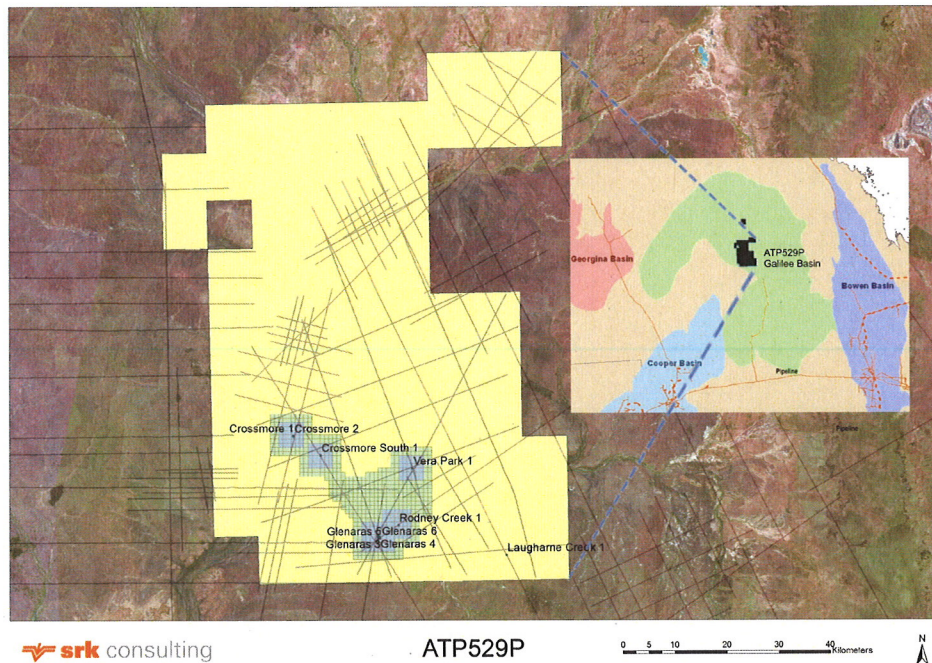 Georgina Basin
ATP529P
Galilee Basin
Bowen Basin
Cooper Basin
Pipeline
Pipeline
Crossmore 1 Crossmore 2
Crossmore South 1
Vera Park 1
Rodney Creek 1
Glenaras 5 Glenaras 6
Glenaras 3 Glenaras 4
Laugharne Creek 1
srk consulting
ATP529P
0 5 10 20 30 40 Kilometers
N